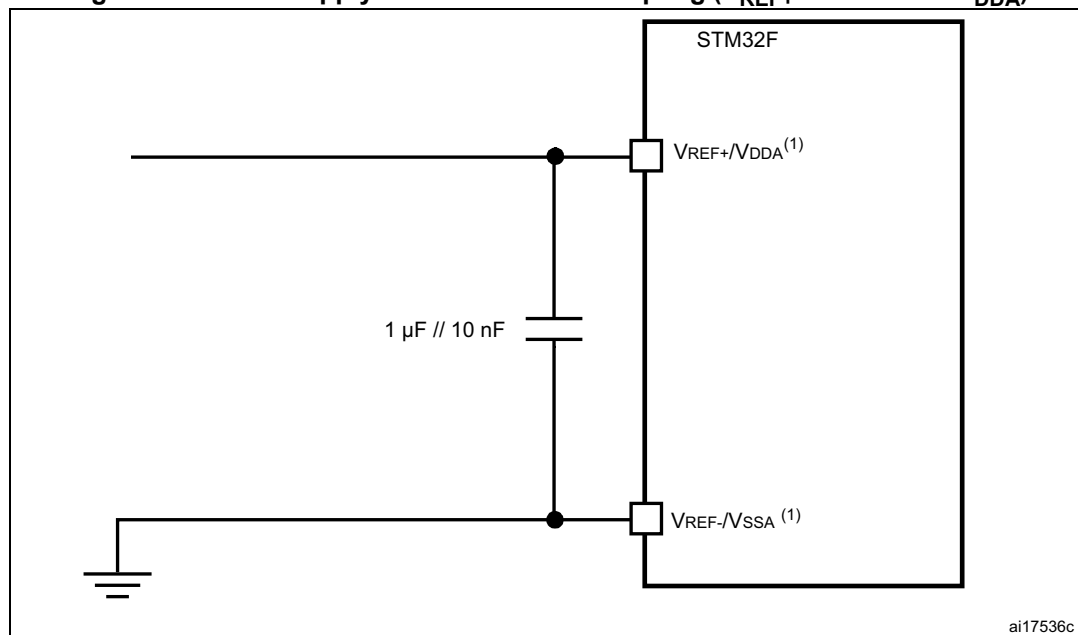 STM32F
VREF+/VDDA(1)
1 µF // 10 nF
VREF-/VSSA (1)
ai17536c